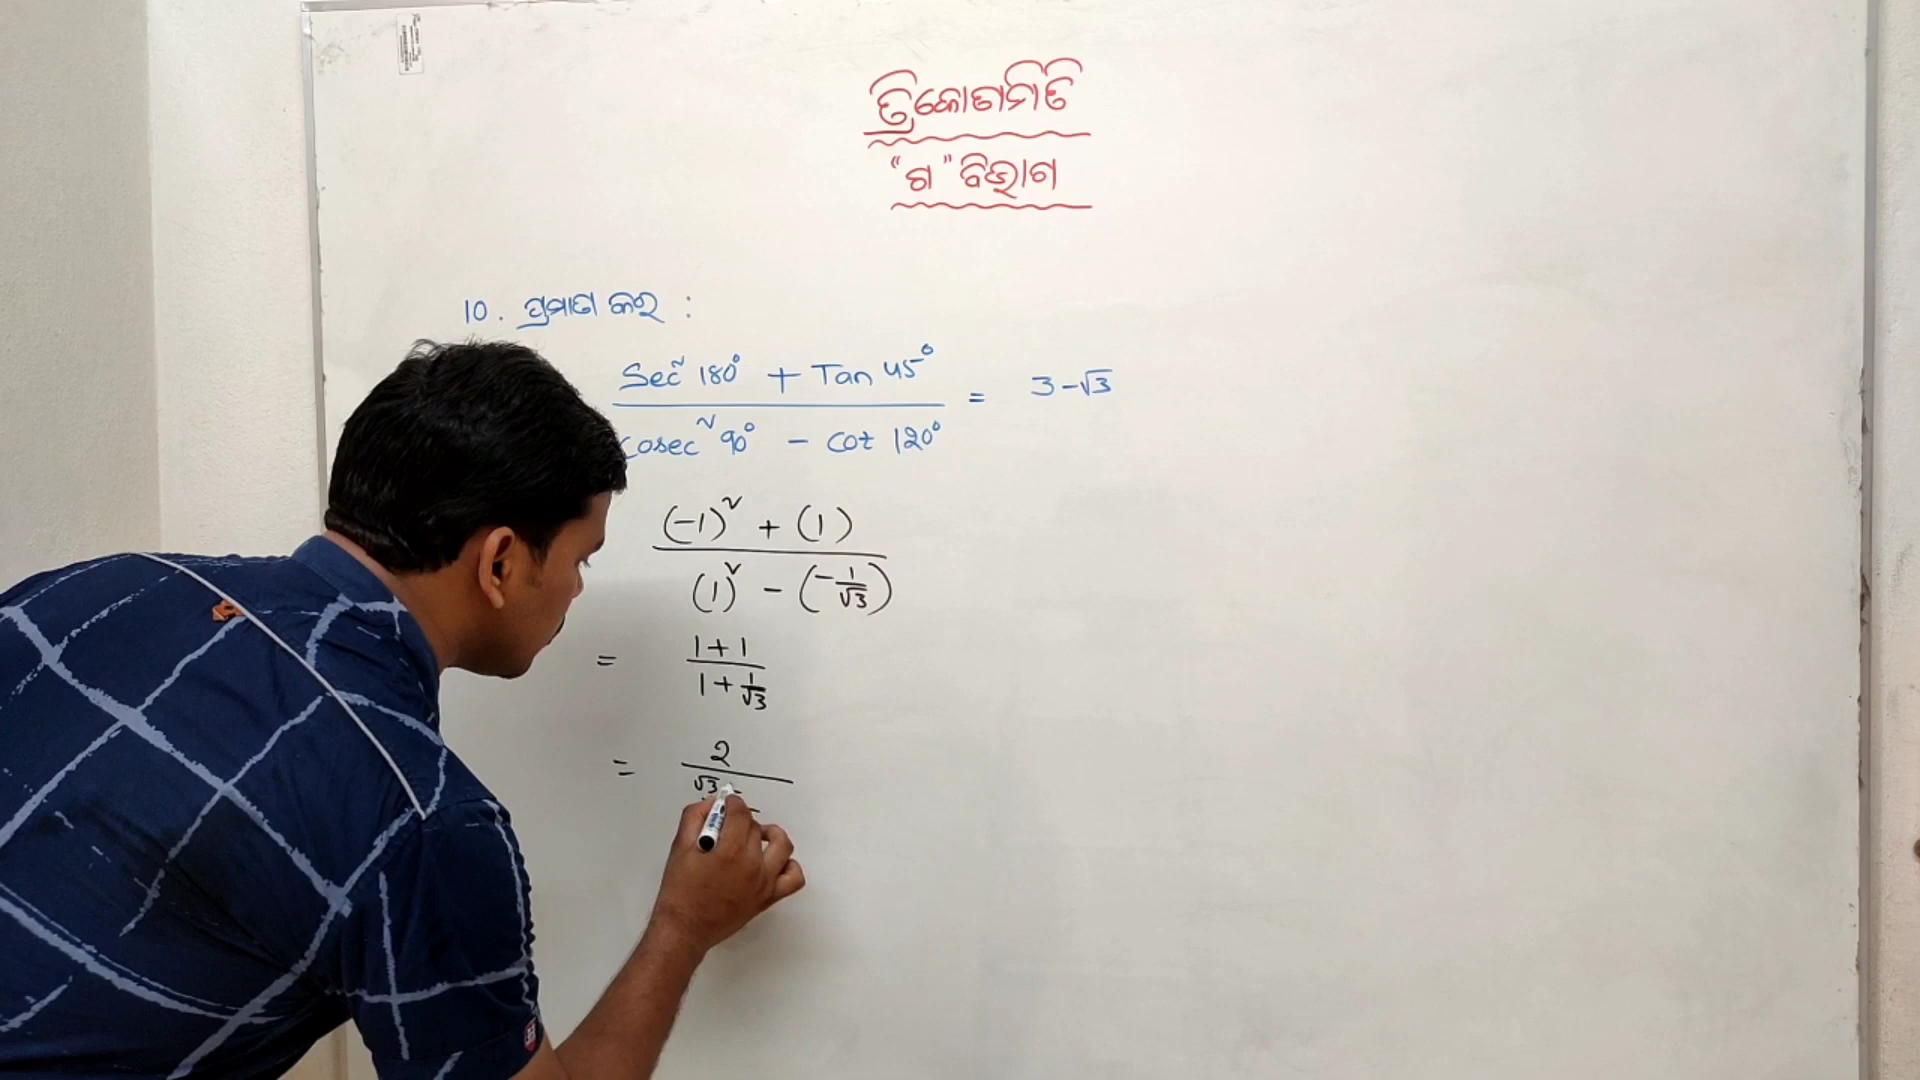 ତ୍ରିକୋଣମିତି
"ଗ" ବିଭାଗ
10. ପ୍ରମାଣ କର :
Sec² 180° + Tan 45°
= 3-√3
cosec² 90° - cot 120°
(-1)² + (1)
(1)² - (-1/√3)
= 1+1
1+1/√3
= 2
√3